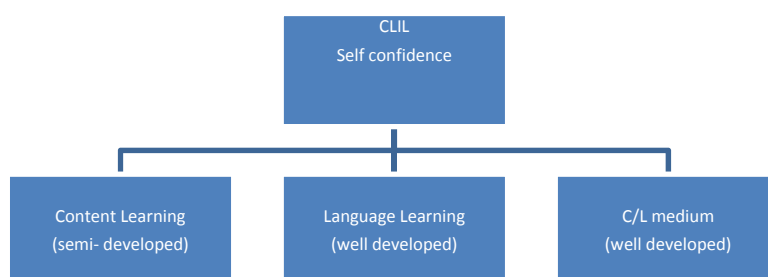 CLIL
Self confidence
Content Learning
(semi- developed)
Language Learning
(well developed)
C/L medium
(well developed)